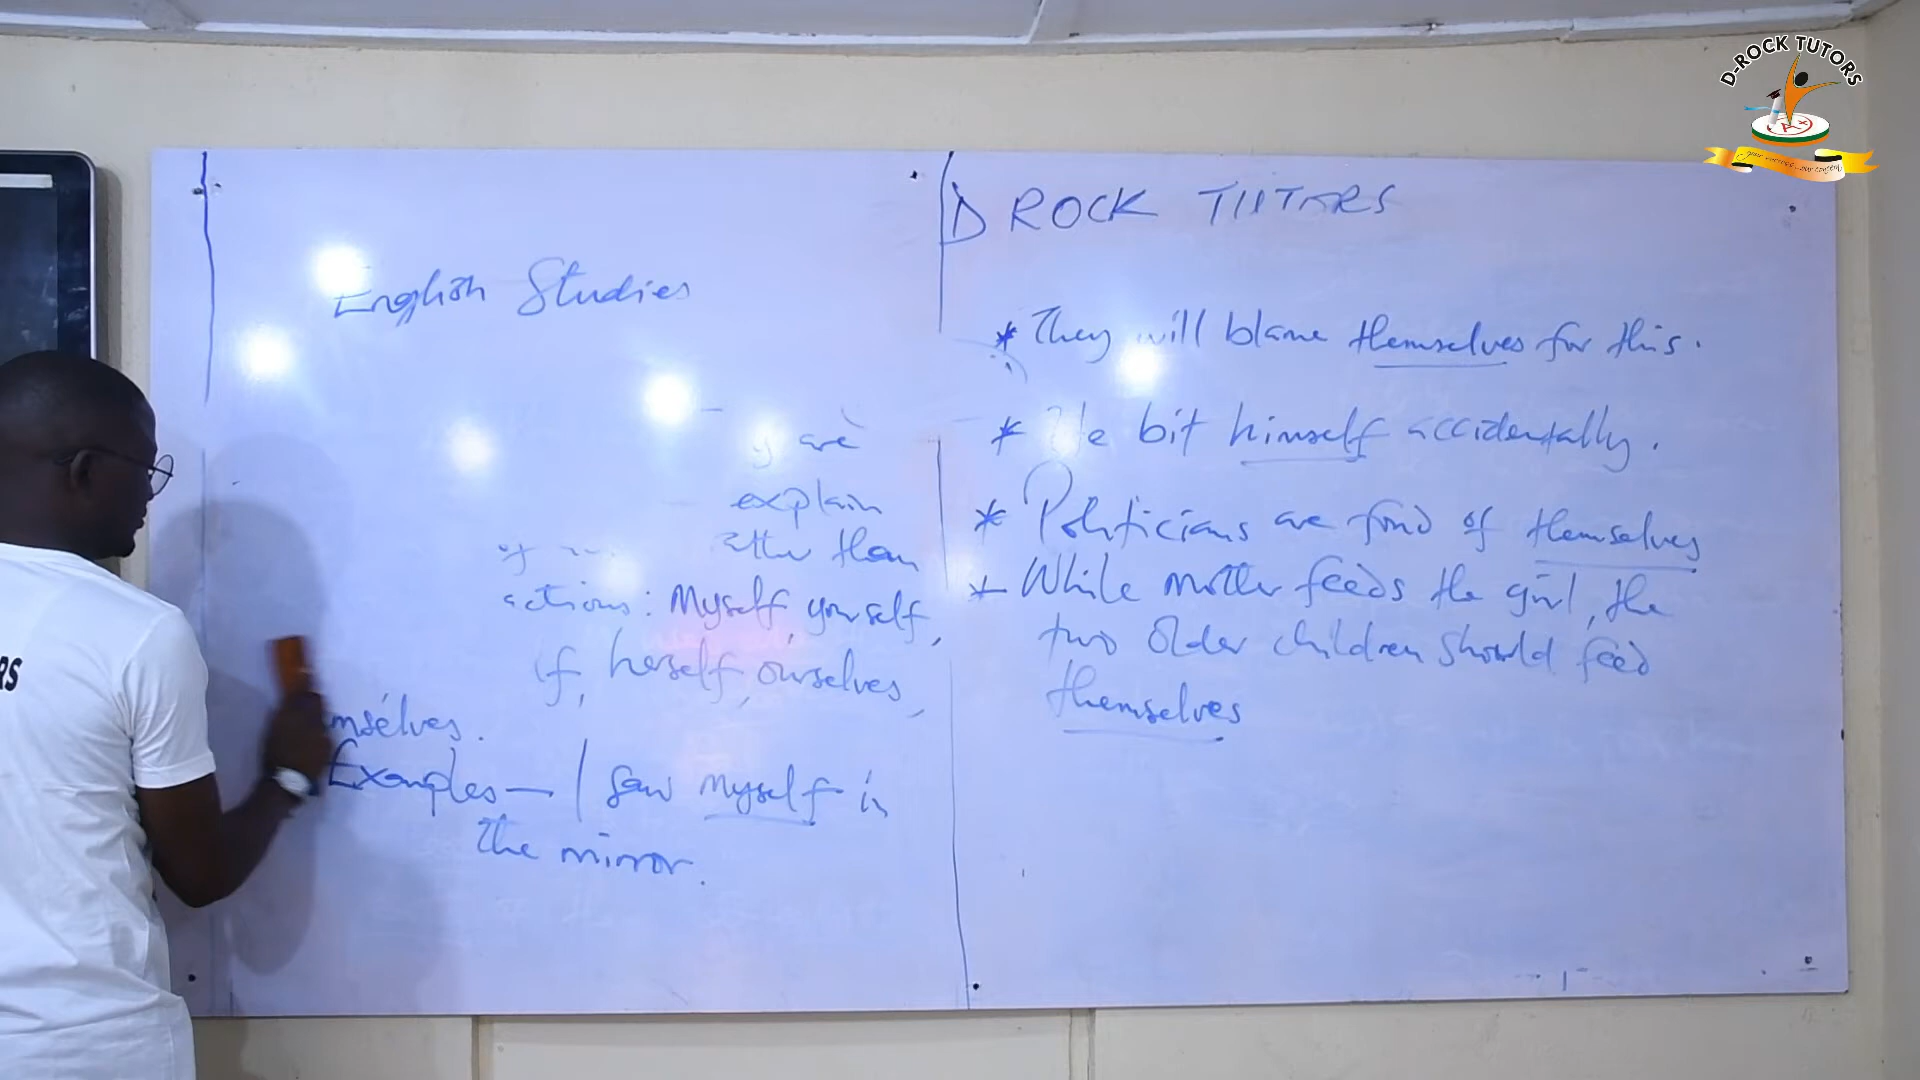 D-ROCK TUTORS
A+
RS
English Studies
are
explain
than
actions: Myself, yourself,
herself, ourselves,
mselves.
Examples — I saw myself in
the mirror.
D ROCK TUTORS
* They will blame themselves for this.
* He bit himself accidentally.
* Politicians are fond of themselves
* While mother feeds the girl, the
two older children should feed
themselves